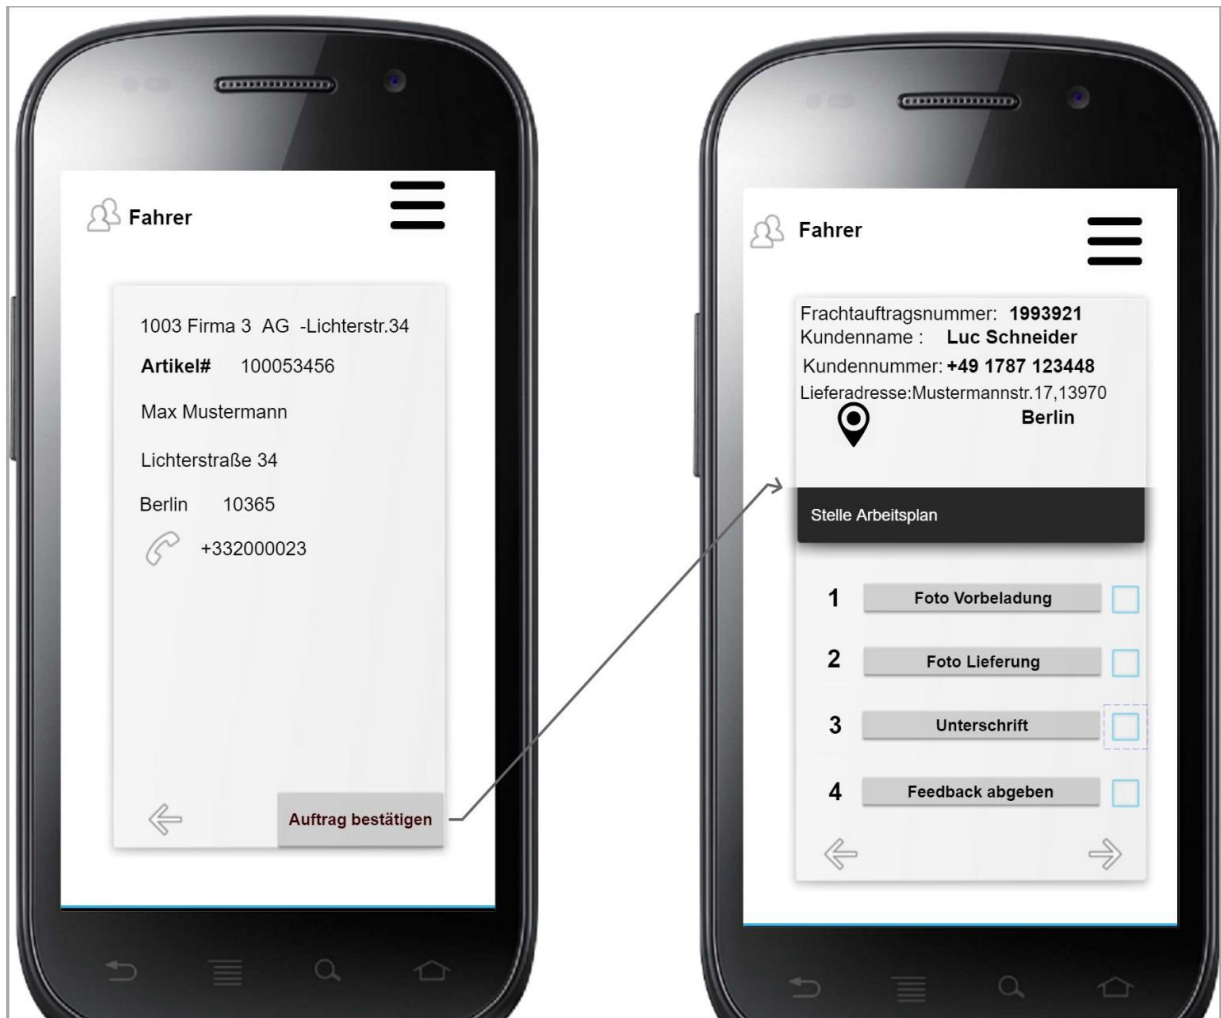 Fahrer
1003 Firma 3 AG -Lichterstr.34
Artikel# 100053456
Max Mustermann
Lichterstraße 34
Berlin 10365
+332000023
Auftrag bestätigen
Fahrer
Frachtauftragsnummer: 1993921
Kundenname : Luc Schneider
Kundennummer: +49 1787 123448
Lieferadresse:Mustermannstr.17,13970
Berlin
Stelle Arbeitsplan
1 Foto Vorbeladung
2 Foto Lieferung
3 Unterschrift
4 Feedback abgeben